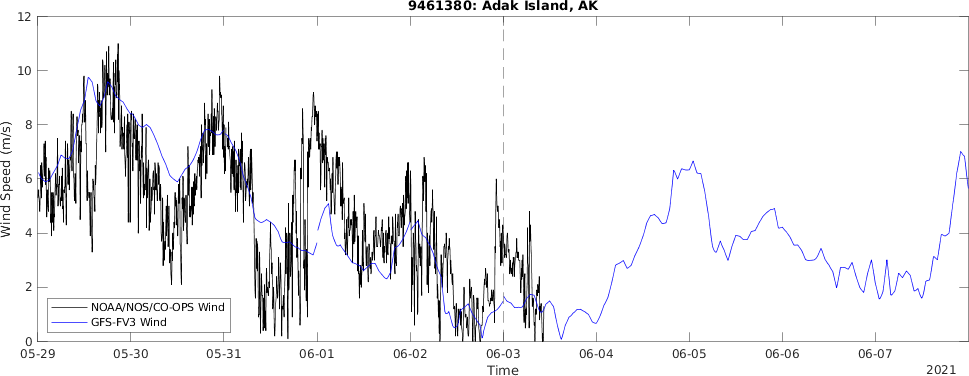 9461380: Adak Island, AK
Wind Speed (m/s)
12
10
8
6
4
2
0
NOAA/NOS/CO-OPS Wind
GFS-FV3 Wind
05-29 05-30 05-31 06-01 06-02 06-03 06-04 06-05 06-06 06-07
Time
2021